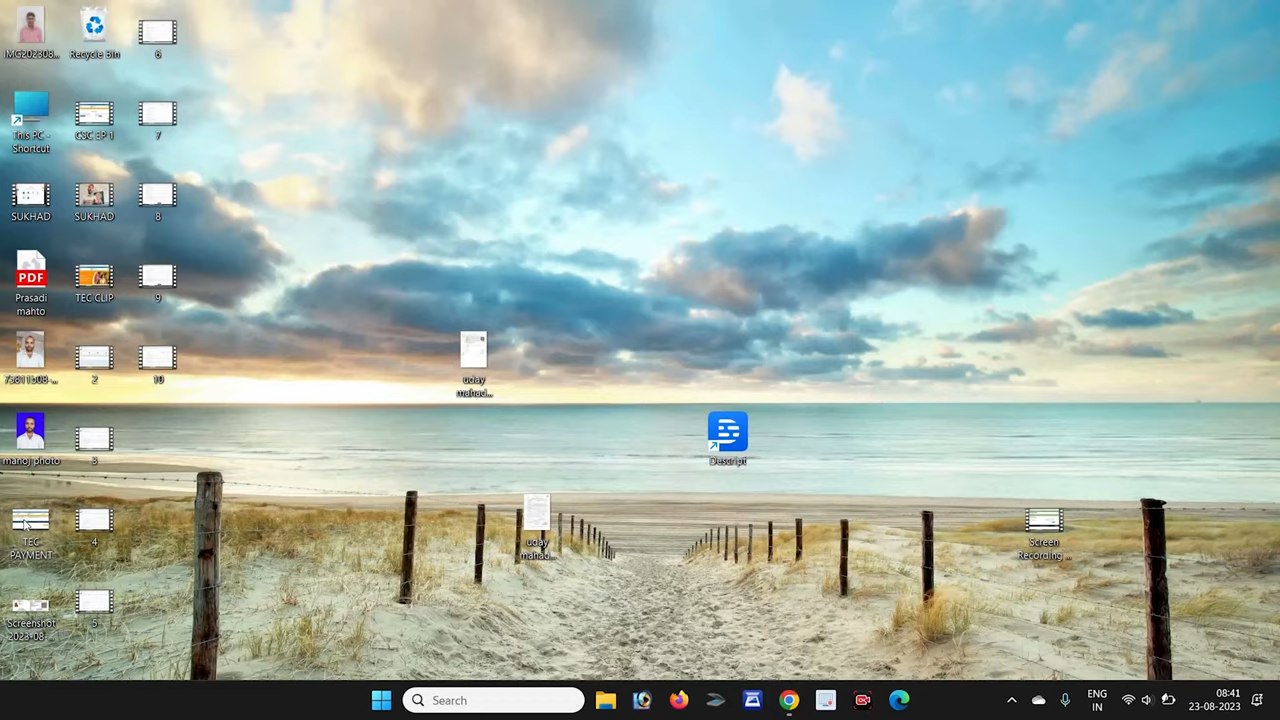 IMG202308...
Recycle Bin
6
This PC -
Shortcut
CSC EP 1
7
SUKHAD
SUKHAD
8
PDF
Prasadi
mahto
TEC CLIP
9
2
10
manoj photo
3
TEC
PAYMENT
4
Screenshot
2023-08-...
5
uday
mahad...
Descript
uday
mahad...
Screen
Recording ...
Search
ENG
IN
08:41
23-08-2023